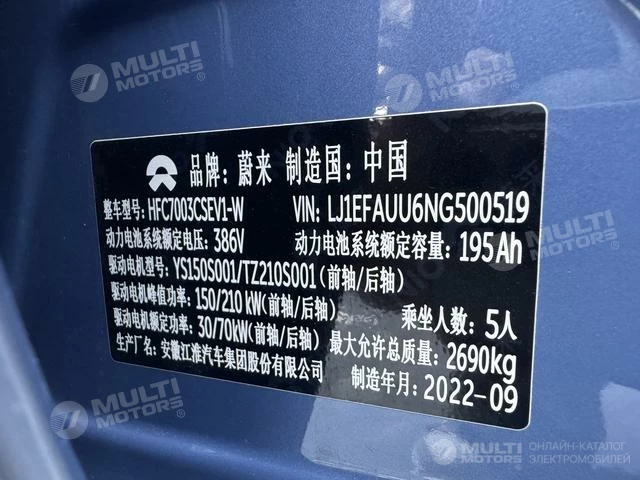 MULTI MOTORS®
MULTI MOTORS®
品牌: 蔚来 制造国: 中国
整车型号: HFC7003CSEV1-W VIN: LJ1EFAUU6NG500519
动力电池系统额定电压: 386V 动力电池系统额定容量: 195Ah
驱动电机型号: YS150S001/TZ210S001(前轴/后轴)
驱动电机峰值功率: 150/210kW(前轴/后轴) 乘坐人数: 5人
驱动电机额定功率: 30/70kW(前轴/后轴) 最大允许总质量: 2690kg
生产厂名: 安徽江淮汽车集团股份有限公司 制造年月: 2022-09
MULTI MOTORS®
MULTI MOTORS
ОНЛАЙН-КАТАЛОГ ЭЛЕКТРОМОБИЛЕЙ